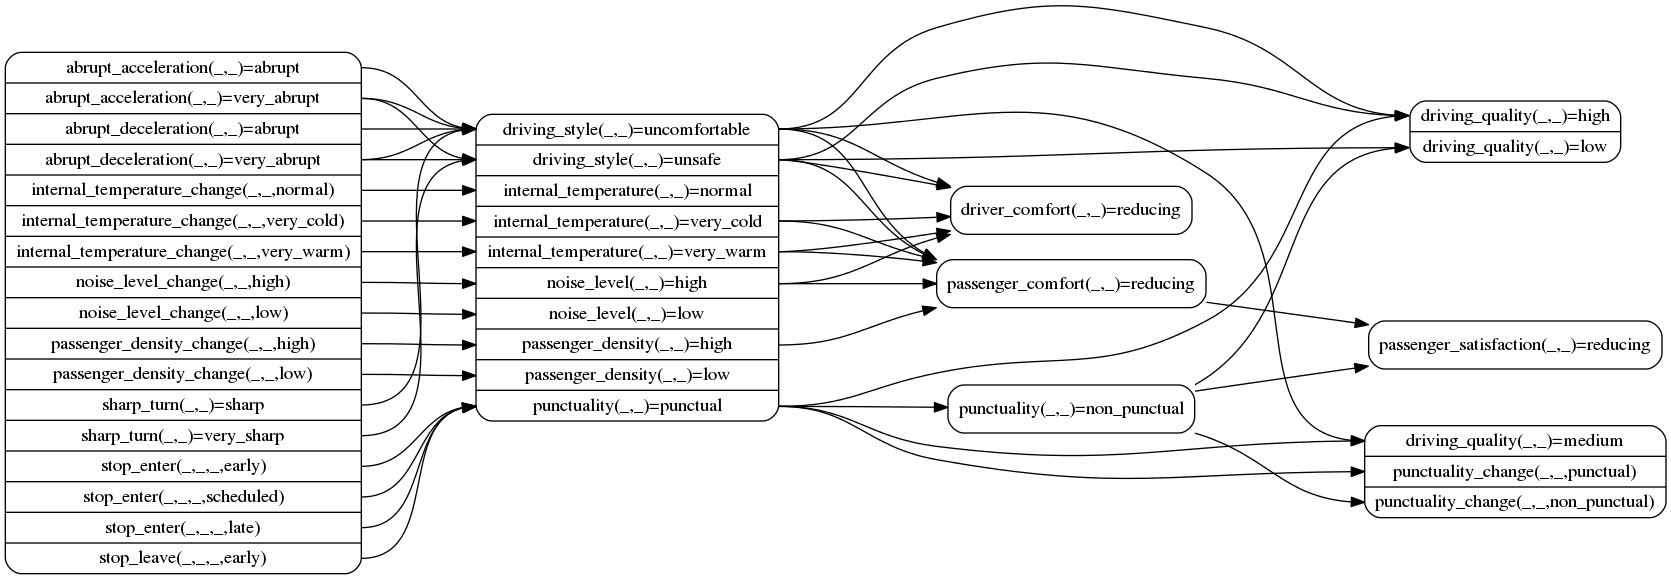 abrupt_acceleration(_,_)=abrupt
abrupt_acceleration(_,_)=very_abrupt
abrupt_deceleration(_,_)=abrupt
abrupt_deceleration(_,_)=very_abrupt
internal_temperature_change(_,_,normal)
internal_temperature_change(_,_,very_cold)
internal_temperature_change(_,_,very_warm)
noise_level_change(_,_,high)
noise_level_change(_,_,low)
passenger_density_change(_,_,high)
passenger_density_change(_,_,low)
sharp_turn(_,_)=sharp
sharp_turn(_,_)=very_sharp
stop_enter(_,_,_,early)
stop_enter(_,_,_,scheduled)
stop_enter(_,_,_,late)
stop_leave(_,_,_,early)
driving_style(_,_)=uncomfortable
driving_style(_,_)=unsafe
internal_temperature(_,_)=normal
internal_temperature(_,_)=very_cold
internal_temperature(_,_)=very_warm
noise_level(_,_)=high
noise_level(_,_)=low
passenger_density(_,_)=high
passenger_density(_,_)=low
punctuality(_,_)=punctual
driver_comfort(_,_)=reducing
passenger_comfort(_,_)=reducing
punctuality(_,_)=non_punctual
driving_quality(_,_)=high
driving_quality(_,_)=low
passenger_satisfaction(_,_)=reducing
driving_quality(_,_)=medium
punctuality_change(_,_,punctual)
punctuality_change(_,_,non_punctual)